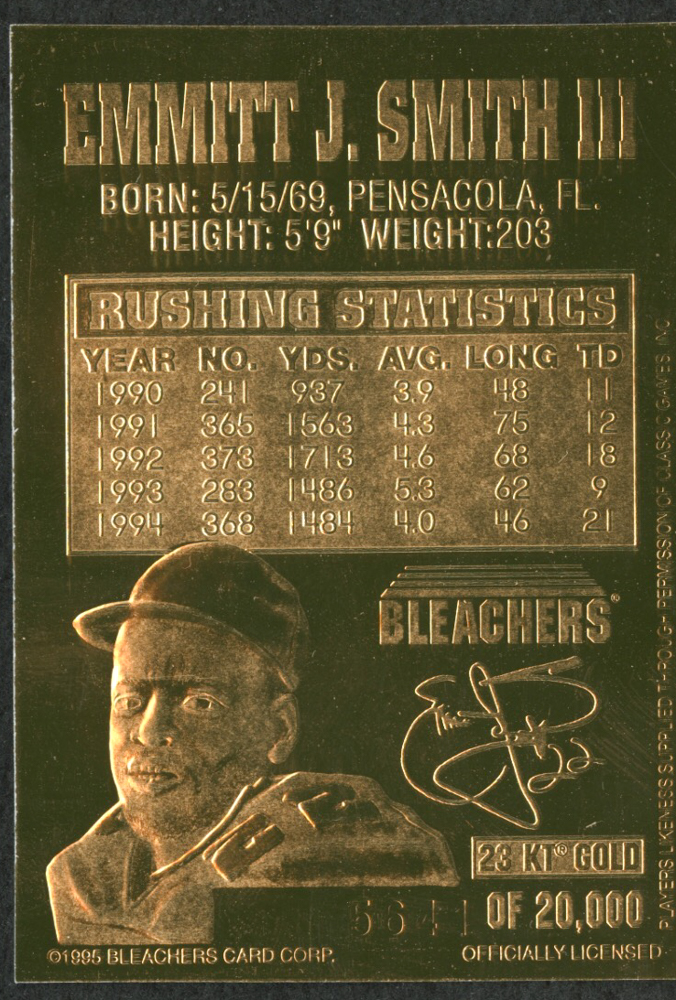 EMMITT J. SMITH III
BORN: 5/15/69, PENSACOLA, FL.
HEIGHT: 5'9" WEIGHT:203
RUSHING STATISTICS
YEAR NO. YDS. AVG. LONG TD
1990 241 937 3.9 48 11
1991 365 1563 4.3 75 12
1992 373 1713 4.6 68 18
1993 283 1486 5.3 62 9
1994 368 1484 4.0 46 21
BLEACHERS®
22
23 KT® GOLD
5641 OF 20,000
©1995 BLEACHERS CARD CORP.
OFFICIALLY LICENSED
PLAYERS LIKENESS SUPPLIED THROUGH PERMISSION OF CLASSIC GAMES, INC.